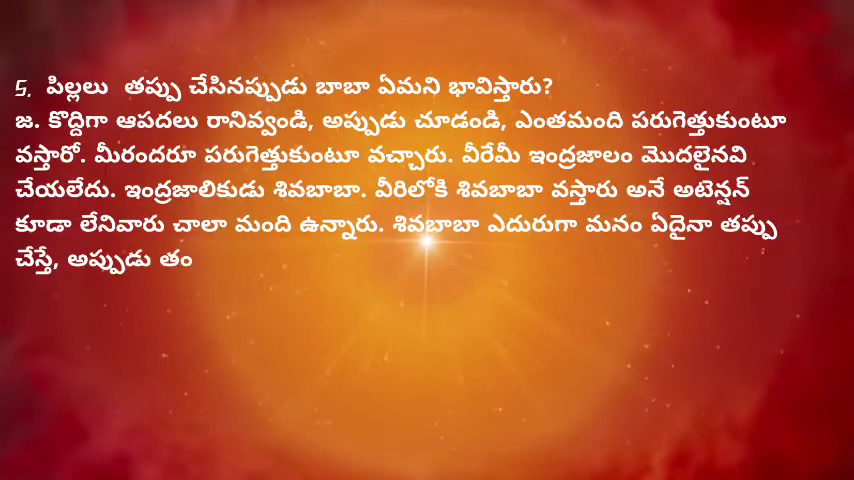 5. పిల్లలు తప్పు చేసినప్పుడు బాబా ఏమని భావిస్తారు?
జ. కొద్దిగా ఆపదలు రానివ్వండి, అప్పుడు చూడండి, ఎంతమంది పరుగెత్తుకుంటూ
వస్తారో. మీరందరూ పరుగెత్తుకుంటూ వచ్చారు. వీరేమీ ఇంద్రజాలం మొదలైనవి
చేయలేదు. ఇంద్రజాలికుడు శివబాబా. వీరిలోకి శివబాబా వస్తారు అనే అటెన్షన్
కూడా లేనివారు చాలా మంది ఉన్నారు. శివబాబా ఎదురుగా మనం ఏదైనా తప్పు
చేస్తే, అప్పుడు తం